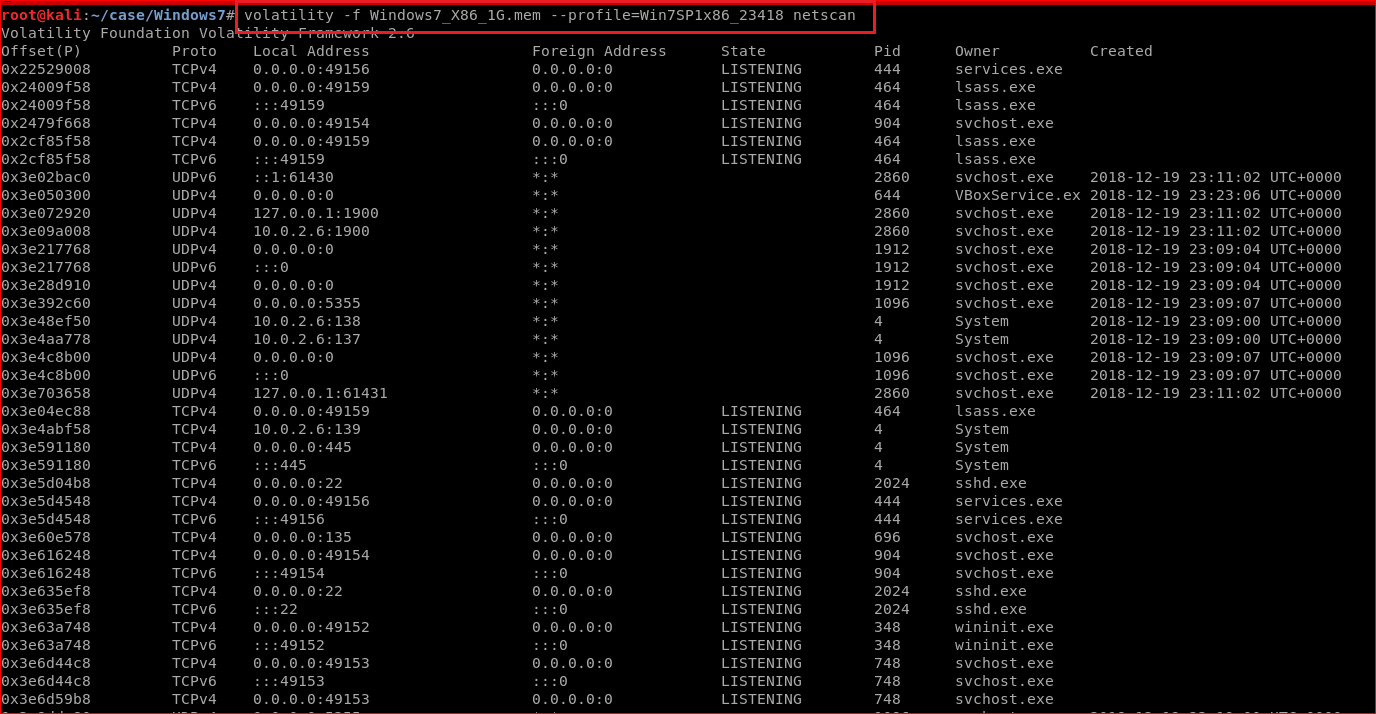 root@kali:~/case/Windows7# volatility -f Windows7_X86_1G.mem --profile=Win7SP1x86_23418 netscan
Volatility Foundation Volatility Framework 2.6
Offset(P) Proto Local Address Foreign Address State Pid Owner Created
0x22529008 TCPv4 0.0.0.0:49156 0.0.0.0:0 LISTENING 444 services.exe
0x24009f58 TCPv4 0.0.0.0:49159 0.0.0.0:0 LISTENING 464 lsass.exe
0x24009f58 TCPv6 :::49159 :::0 LISTENING 464 lsass.exe
0x2479f668 TCPv4 0.0.0.0:49154 0.0.0.0:0 LISTENING 904 svchost.exe
0x2cf85f58 TCPv4 0.0.0.0:49159 0.0.0.0:0 LISTENING 464 lsass.exe
0x2cf85f58 TCPv6 :::49159 :::0 LISTENING 464 lsass.exe
0x3e02bac0 UDPv6 ::1:61430 *:* 2860 svchost.exe 2018-12-19 23:11:02 UTC+0000
0x3e050300 UDPv4 0.0.0.0:0 *:* 644 VBoxService.ex 2018-12-19 23:23:06 UTC+0000
0x3e072920 UDPv4 127.0.0.1:1900 *:* 2860 svchost.exe 2018-12-19 23:11:02 UTC+0000
0x3e09a008 UDPv4 10.0.2.6:1900 *:* 2860 svchost.exe 2018-12-19 23:11:02 UTC+0000
0x3e217768 UDPv4 0.0.0.0:0 *:* 1912 svchost.exe 2018-12-19 23:09:04 UTC+0000
0x3e217768 UDPv6 :::0 *:* 1912 svchost.exe 2018-12-19 23:09:04 UTC+0000
0x3e28d910 UDPv4 0.0.0.0:0 *:* 1912 svchost.exe 2018-12-19 23:09:04 UTC+0000
0x3e392c60 UDPv4 0.0.0.0:5355 *:* 1096 svchost.exe 2018-12-19 23:09:07 UTC+0000
0x3e48ef50 UDPv4 10.0.2.6:138 *:* 4 System 2018-12-19 23:09:00 UTC+0000
0x3e4aa778 UDPv4 10.0.2.6:137 *:* 4 System 2018-12-19 23:09:00 UTC+0000
0x3e4c8b00 UDPv4 0.0.0.0:0 *:* 1096 svchost.exe 2018-12-19 23:09:07 UTC+0000
0x3e4c8b00 UDPv6 :::0 *:* 1096 svchost.exe 2018-12-19 23:09:07 UTC+0000
0x3e703658 UDPv4 127.0.0.1:61431 *:* 2860 svchost.exe 2018-12-19 23:11:02 UTC+0000
0x3e04ec88 TCPv4 0.0.0.0:49159 0.0.0.0:0 LISTENING 464 lsass.exe
0x3e4abf58 TCPv4 10.0.2.6:139 0.0.0.0:0 LISTENING 4 System
0x3e591180 TCPv4 0.0.0.0:445 0.0.0.0:0 LISTENING 4 System
0x3e591180 TCPv6 :::445 :::0 LISTENING 4 System
0x3e5d04b8 TCPv4 0.0.0.0:22 0.0.0.0:0 LISTENING 2024 sshd.exe
0x3e5d4548 TCPv4 0.0.0.0:49156 0.0.0.0:0 LISTENING 444 services.exe
0x3e5d4548 TCPv6 :::49156 :::0 LISTENING 444 services.exe
0x3e60e578 TCPv4 0.0.0.0:135 0.0.0.0:0 LISTENING 696 svchost.exe
0x3e616248 TCPv4 0.0.0.0:49154 0.0.0.0:0 LISTENING 904 svchost.exe
0x3e616248 TCPv6 :::49154 :::0 LISTENING 904 svchost.exe
0x3e635ef8 TCPv4 0.0.0.0:22 0.0.0.0:0 LISTENING 2024 sshd.exe
0x3e635ef8 TCPv6 :::22 :::0 LISTENING 2024 sshd.exe
0x3e63a748 TCPv4 0.0.0.0:49152 0.0.0.0:0 LISTENING 348 wininit.exe
0x3e63a748 TCPv6 :::49152 :::0 LISTENING 348 wininit.exe
0x3e6d44c8 TCPv4 0.0.0.0:49153 0.0.0.0:0 LISTENING 748 svchost.exe
0x3e6d44c8 TCPv6 :::49153 :::0 LISTENING 748 svchost.exe
0x3e6d59b8 TCPv4 0.0.0.0:49153 0.0.0.0:0 LISTENING 748 svchost.exe